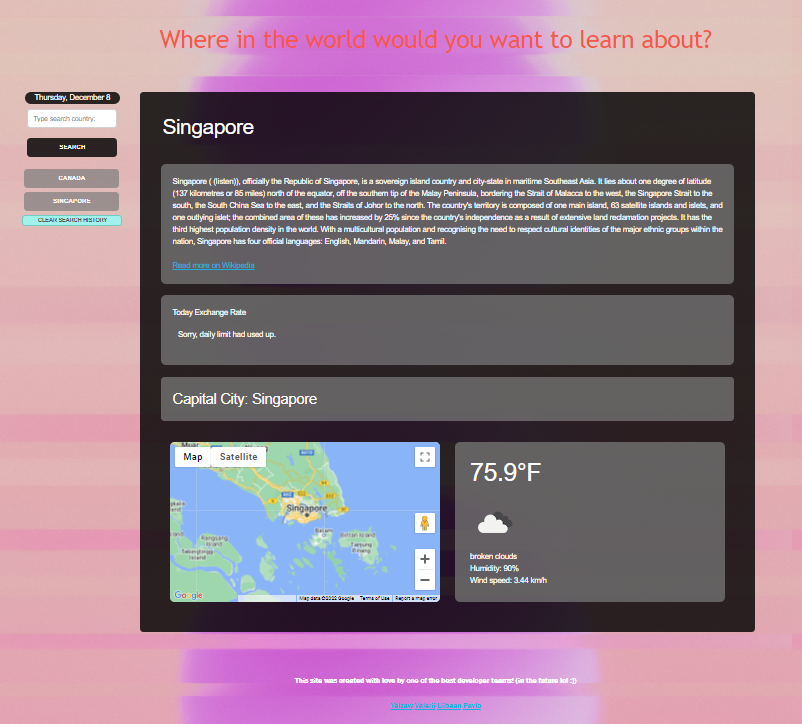 Where in the world would you want to learn about?
Thursday, December 8
Type search country:
SEARCH
CANADA
SINGAPORE
CLEAR SEARCH HISTORY
Singapore
Singapore ( (listen)), officially the Republic of Singapore, is a sovereign island country and city-state in maritime Southeast Asia. It lies about one degree of latitude
(137 kilometres or 85 miles) north of the equator, off the southern tip of the Malay Peninsula, bordering the Strait of Malacca to the west, the Singapore Strait to the
south, the South China Sea to the east, and the Straits of Johor to the north. The country's territory is composed of one main island, 63 satellite islands and islets, and
one outlying islet; the combined area of these has increased by 25% since the country's independence as a result of extensive land reclamation projects. It has the
third highest population density in the world. With a multicultural population and recognising the need to respect cultural identities of the major ethnic groups within the
nation, Singapore has four official languages: English, Mandarin, Malay, and Tamil.
Read more on Wikipedia
Today Exchange Rate
Sorry, daily limit had used up.
Capital City: Singapore
Map Satellite
Singapore
Batam
Bintan Island
Tanjung
Pinang
Rangsang
Island
Tebingtinggi
Island
Google
Map data ©2022 Google Terms of Use Report a map error
75.9°F
broken clouds
Humidity: 90%
Wind speed: 3.44 km/h
This site was created with love by one of the best developer teams! (in the future lol :))